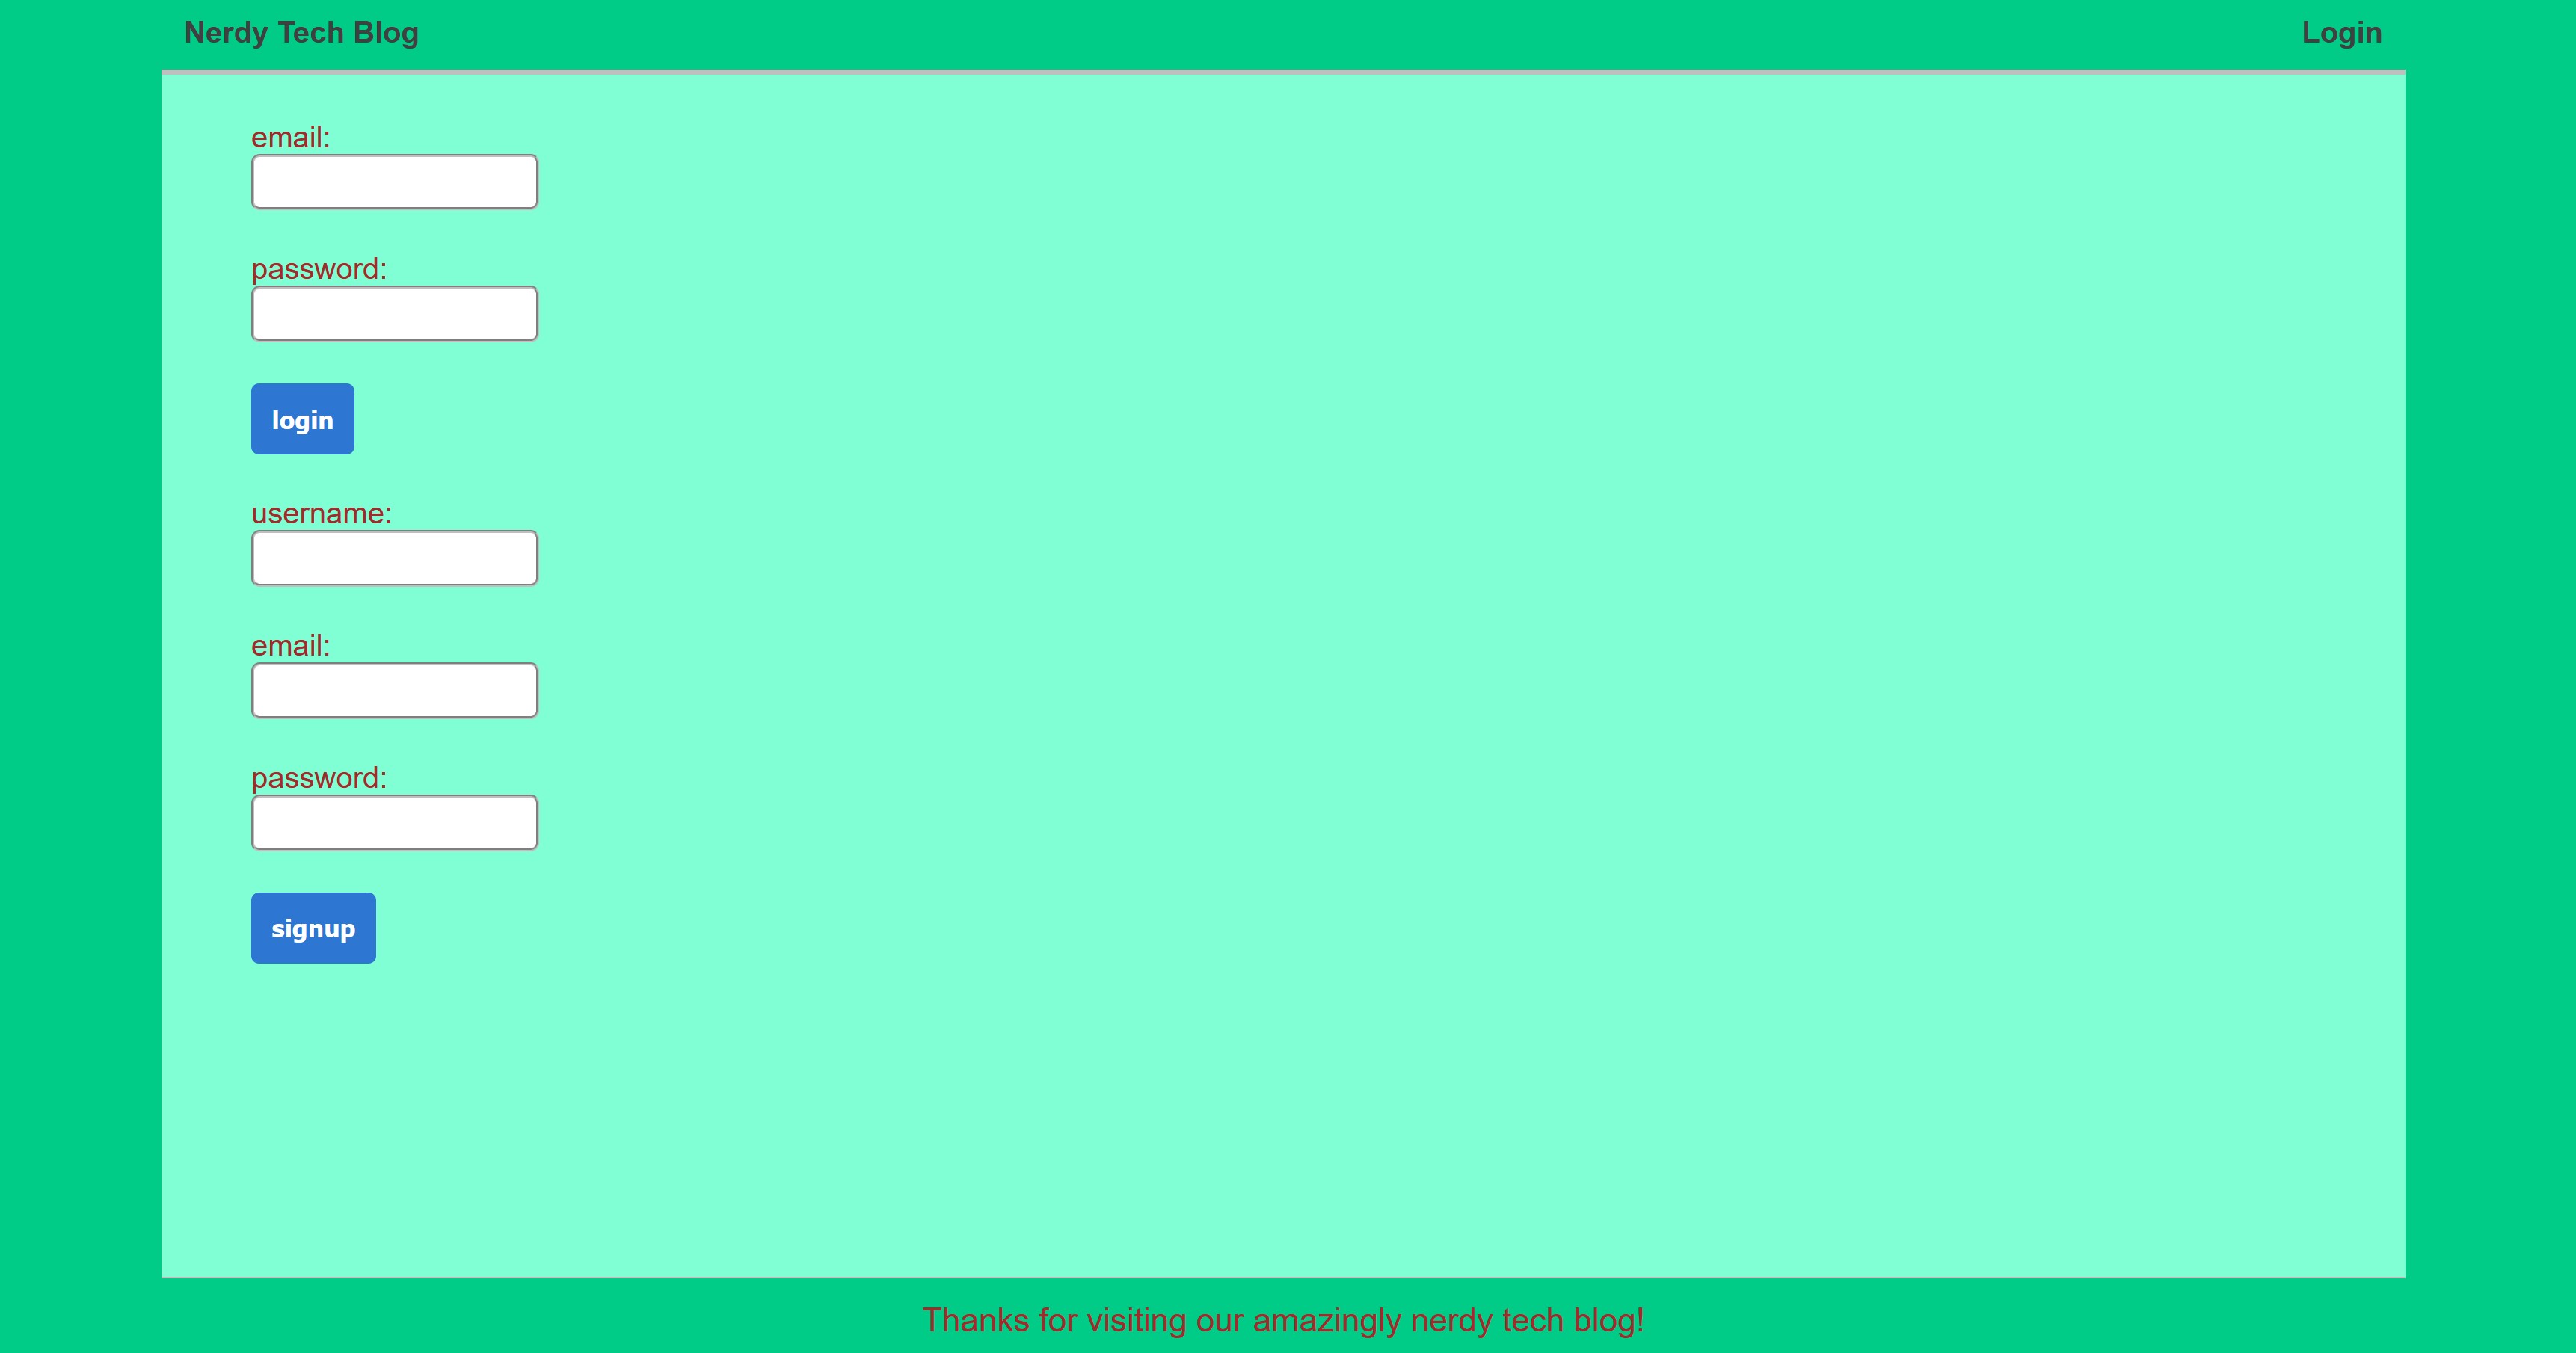 Nerdy Tech Blog
Login
email:
password:
login
username:
email:
password:
signup
Thanks for visiting our amazingly nerdy tech blog!